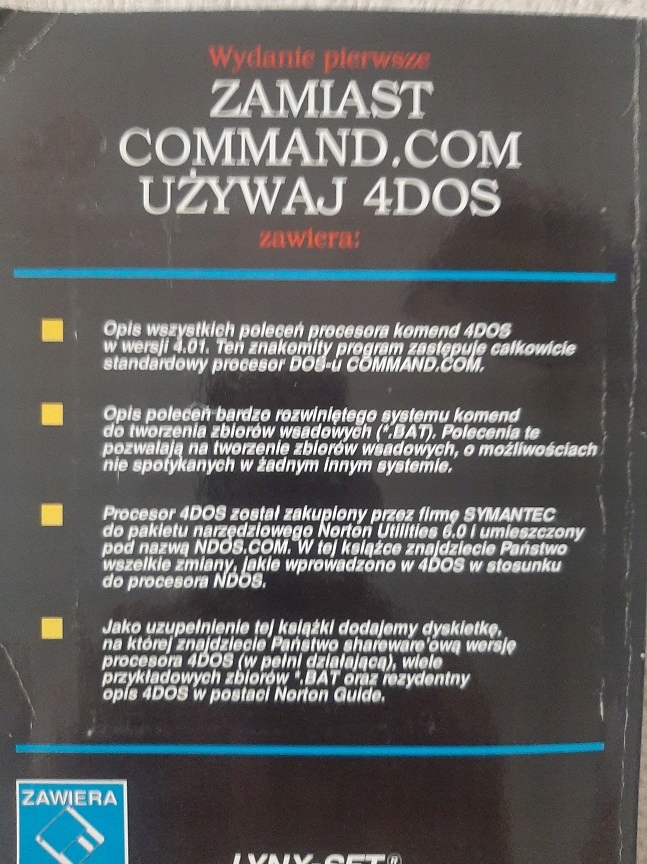 Wydanie pierwsze
ZAMIAST
COMMAND.COM
UŻYWAJ 4DOS
zawiera:
Opis wszystkich poleceń procesora komend 4DOS
w wersji 4.01. Ten znakomity program zastępuje całkowicie
standardowy procesor DOS-u COMMAND.COM.
Opis poleceń bardzo rozwiniętego systemu komend
do tworzenia zbiorów wsadowych (*.BAT). Polecenia te
pozwalają na tworzenie zbiorów wsadowych, o możliwościach
nie spotykanych w żadnym innym systemie.
Procesor 4DOS został zakupiony przez firmę SYMANTEC
do pakietu narzędziowego Norton Utilities 6.0 i umieszczony
pod nazwą NDOS.COM. W tej książce znajdziecie Państwo
wszelkie zmiany, jakie wprowadzono w 4DOS w stosunku
do procesora NDOS.
Jako uzupełnienie tej książki dodajemy dyskietkę,
na której znajdziecie Państwo shareware'ową wersję
procesora 4DOS (w pełni działającą), wiele
przykładowych zbiorów *.BAT oraz rezydentny
opis 4DOS w postaci Norton Guide.
ZAWIERA
LYNX-SFT®